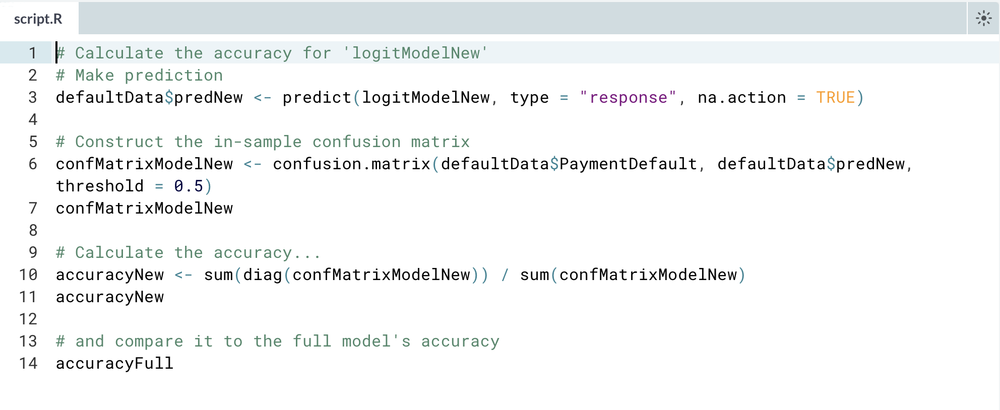 script.R
1 # Calculate the accuracy for 'logitModelNew'
2 # Make prediction
3 defaultData$predNew <- predict(logitModelNew, type = "response", na.action = TRUE)
4
5 # Construct the in-sample confusion matrix
6 confMatrixModelNew <- confusion.matrix(defaultData$PaymentDefault, defaultData$predNew,
threshold = 0.5)
7 confMatrixModelNew
8
9 # Calculate the accuracy...
10 accuracyNew <- sum(diag(confMatrixModelNew)) / sum(confMatrixModelNew)
11 accuracyNew
12
13 # and compare it to the full model's accuracy
14 accuracyFull